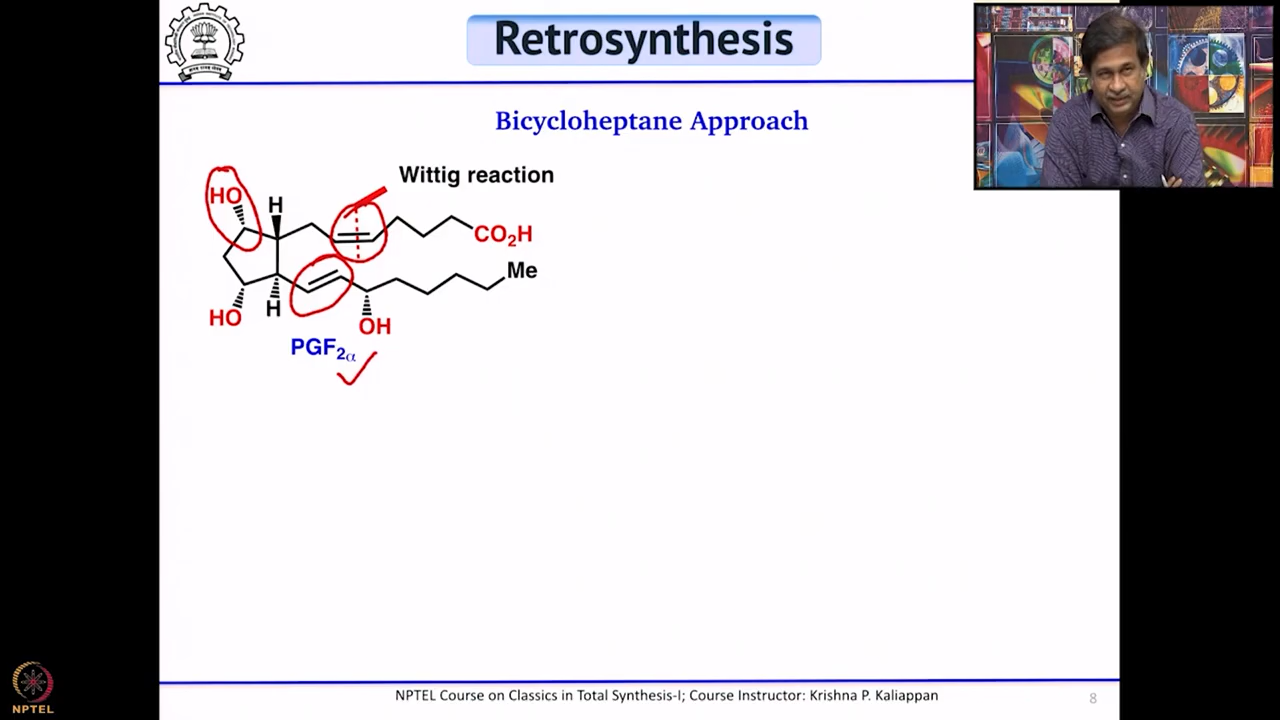 Retrosynthesis
Bicycloheptane Approach
Wittig reaction
HO
H
CO₂H
Me
HO
H
OH
PGF₂α
NPTEL Course on Classics in Total Synthesis-I; Course Instructor: Krishna P. Kaliappan
8
NPTEL